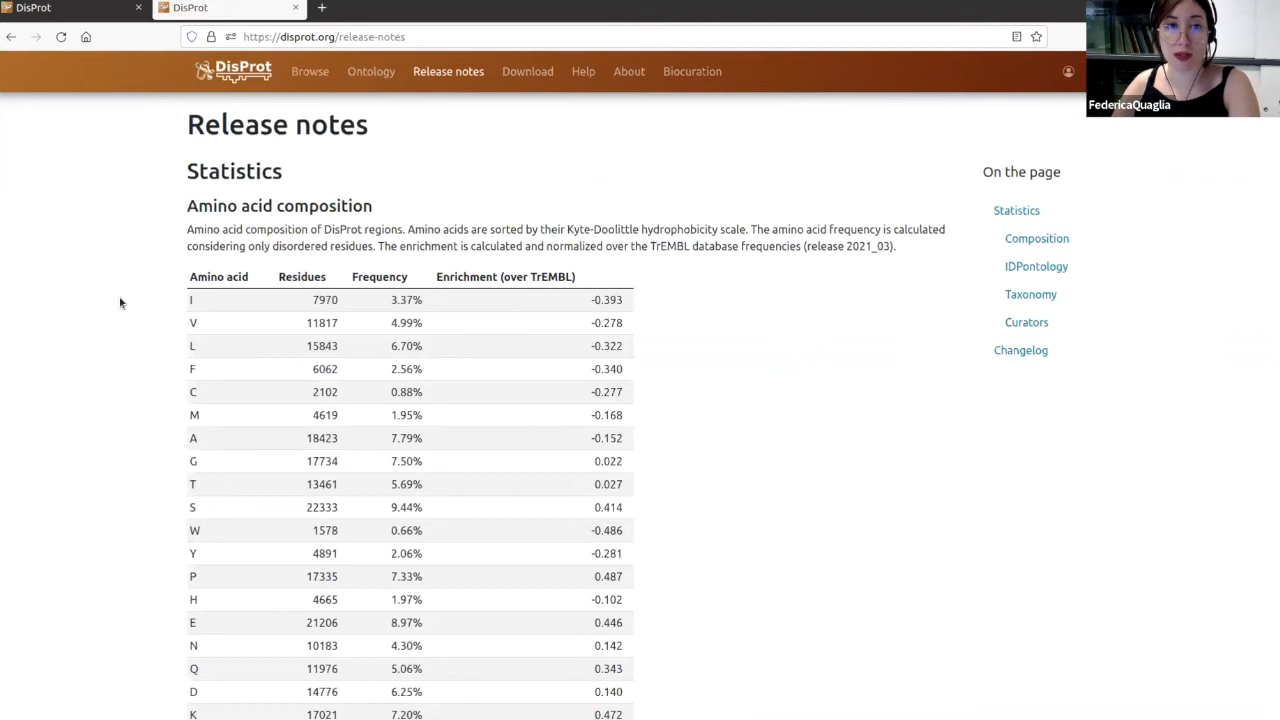 DisProt
DisProt
https://disprot.org/release-notes
DisProt Browse Ontology Release notes Download Help About Biocuration
FedericaQuaglia
Release notes
Statistics
Amino acid composition
Amino acid composition of DisProt regions. Amino acids are sorted by their Kyte-Doolittle hydrophobicity scale. The amino acid frequency is calculated
considering only disordered residues. The enrichment is calculated and normalized over the TrEMBL database frequencies (release 2021_03).
Amino acid Residues Frequency Enrichment (over TrEMBL)
I 7970 3.37% -0.393
V 11817 4.99% -0.278
L 15843 6.70% -0.322
F 6062 2.56% -0.340
C 2102 0.88% -0.277
M 4619 1.95% -0.168
A 18423 7.79% -0.152
G 17734 7.50% 0.022
T 13461 5.69% 0.027
S 22333 9.44% 0.414
W 1578 0.66% -0.486
Y 4891 2.06% -0.281
P 17335 7.33% 0.487
H 4665 1.97% -0.102
E 21206 8.97% 0.446
N 10183 4.30% 0.142
Q 11976 5.06% 0.343
D 14776 6.25% 0.140
K 17021 7.20% 0.472
On the page
Statistics
Composition
IDPontology
Taxonomy
Curators
Changelog